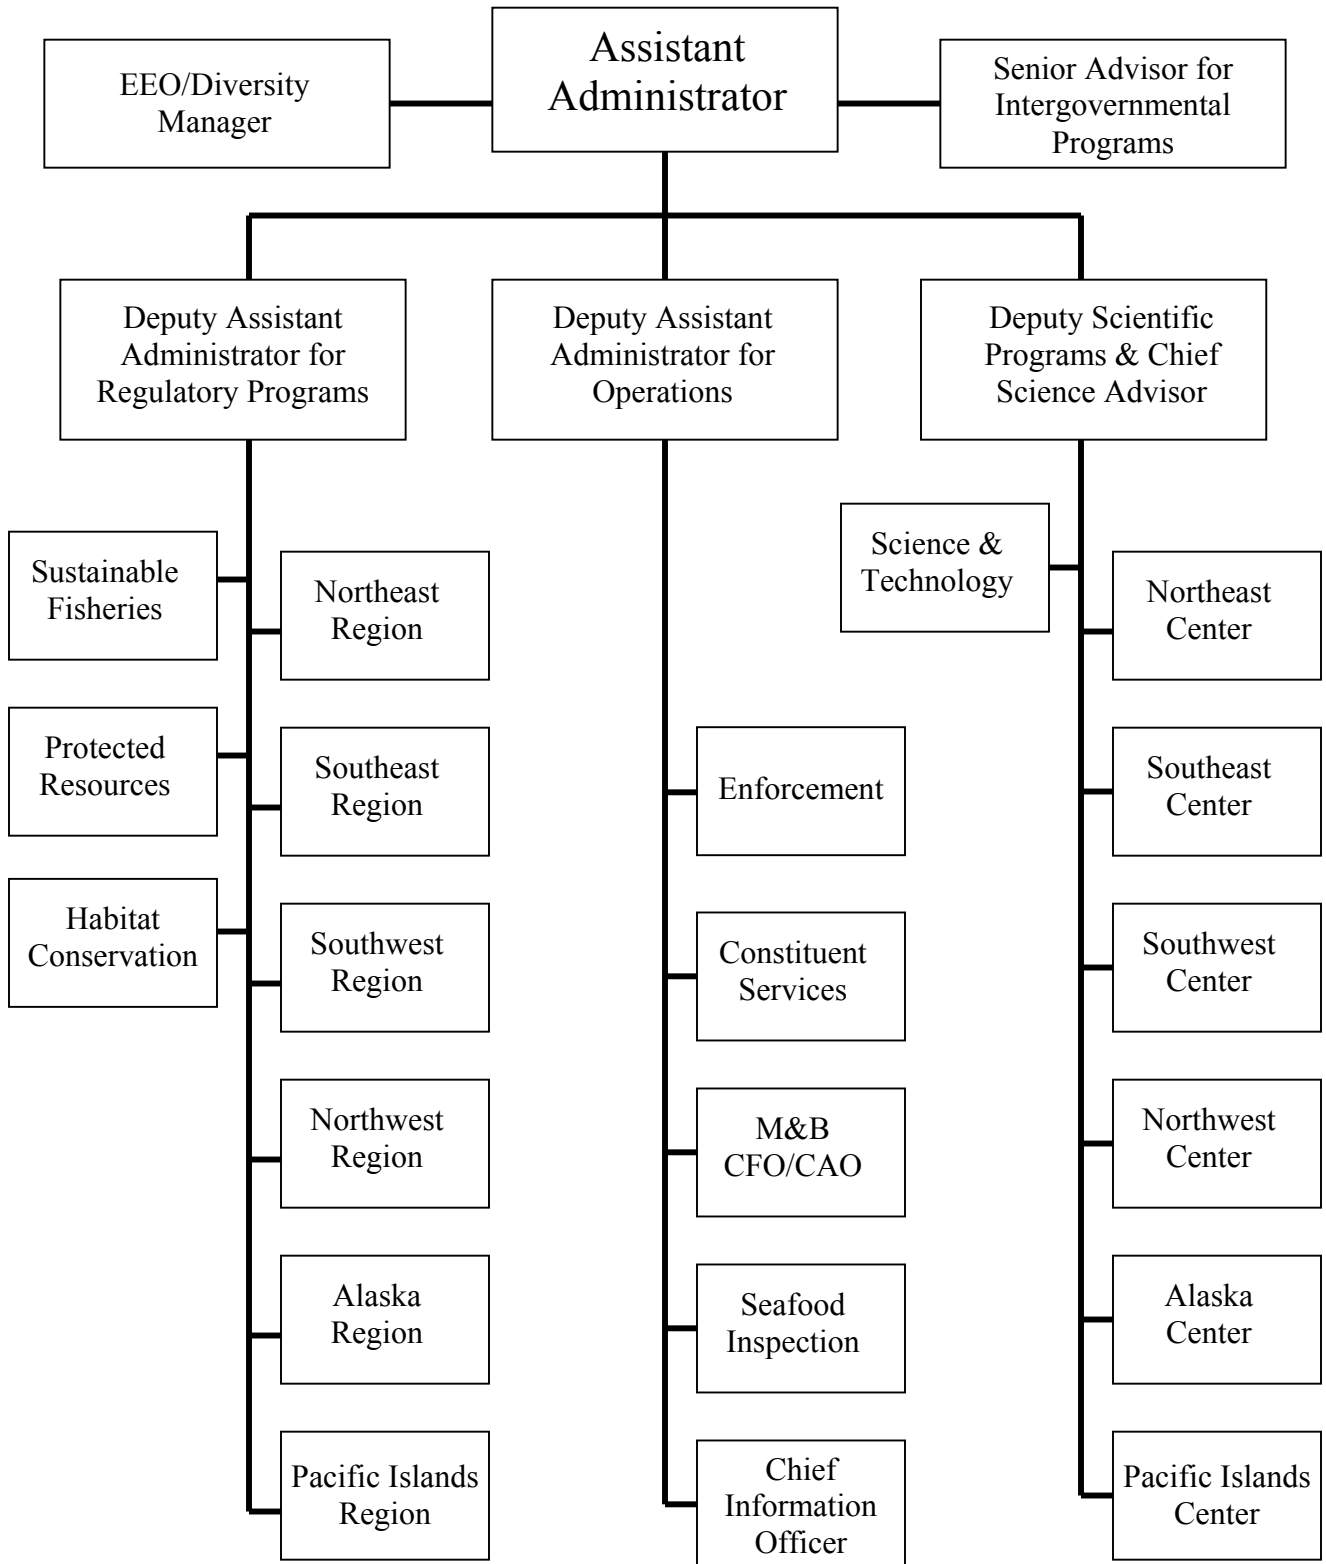 EEO/Diversity
Manager
Assistant
Administrator
Senior Advisor for
Intergovernmental
Programs
Deputy Assistant
Administrator for
Regulatory Programs
Deputy Assistant
Administrator for
Operations
Deputy Scientific
Programs & Chief
Science Advisor
Sustainable
Fisheries
Protected
Resources
Habitat
Conservation
Northeast
Region
Southeast
Region
Southwest
Region
Northwest
Region
Alaska
Region
Pacific Islands
Region
Enforcement
Constituent
Services
M&B
CFO/CAO
Seafood
Inspection
Chief
Information
Officer
Science &
Technology
Northeast
Center
Southeast
Center
Southwest
Center
Northwest
Center
Alaska
Center
Pacific Islands
Center